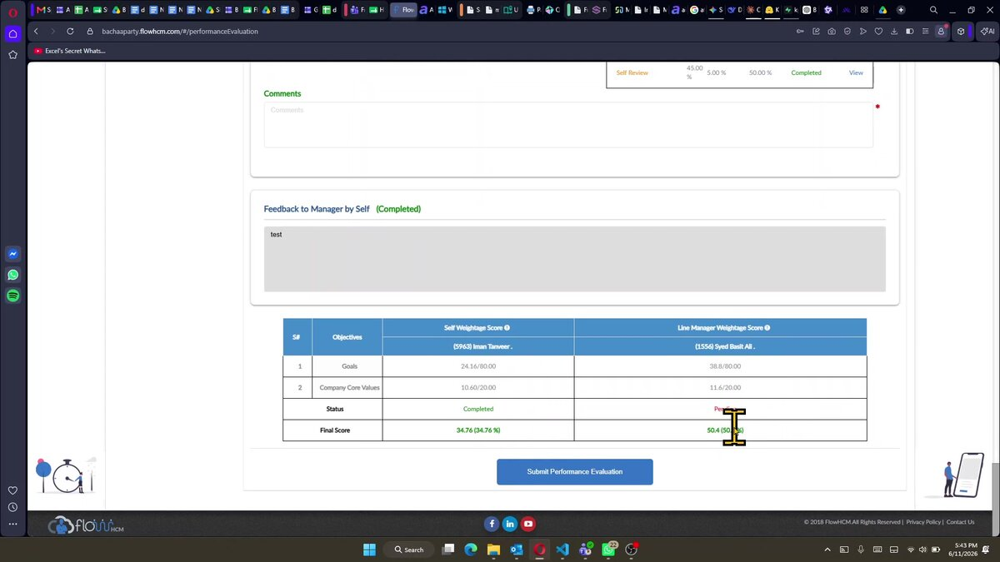 bachaaparty.flowhcm.com/#/performanceEvaluation
AI
Excel's Secret Whats...
Self Review 45.00 % 5.00 % 50.00 % Completed View
Comments
Comments
*
Feedback to Manager by Self (Completed)
test
S# Objectives Self Weightage Score Line Manager Weightage Score
(5963) Iman Tanveer . (1556) Syed Basit Ali .
1 Goals 24.16/80.00 38.8/80.00
2 Company Core Values 10.60/20.00 11.6/20.00
Status Completed
Final Score 34.76 (34.76 %) 50.4
Submit Performance Evaluation
flowHCM
© 2018 FlowHCM.All Rights Reserved | Privacy Policy | Contact Us
Search
22
5:43 PM
6/11/2026